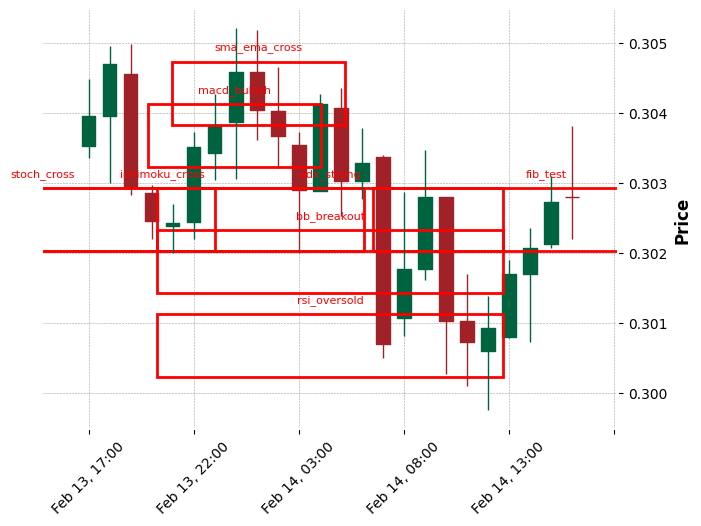 sma_ema_cross
macd_bullish
stoch_cross
ichimoku_cross
adx_strong
fib_test
bb_breakout
rsi_oversold
0.305
0.304
0.303
0.302
0.301
0.300
Price
Feb 13, 17:00
Feb 13, 22:00
Feb 14, 03:00
Feb 14, 08:00
Feb 14, 13:00